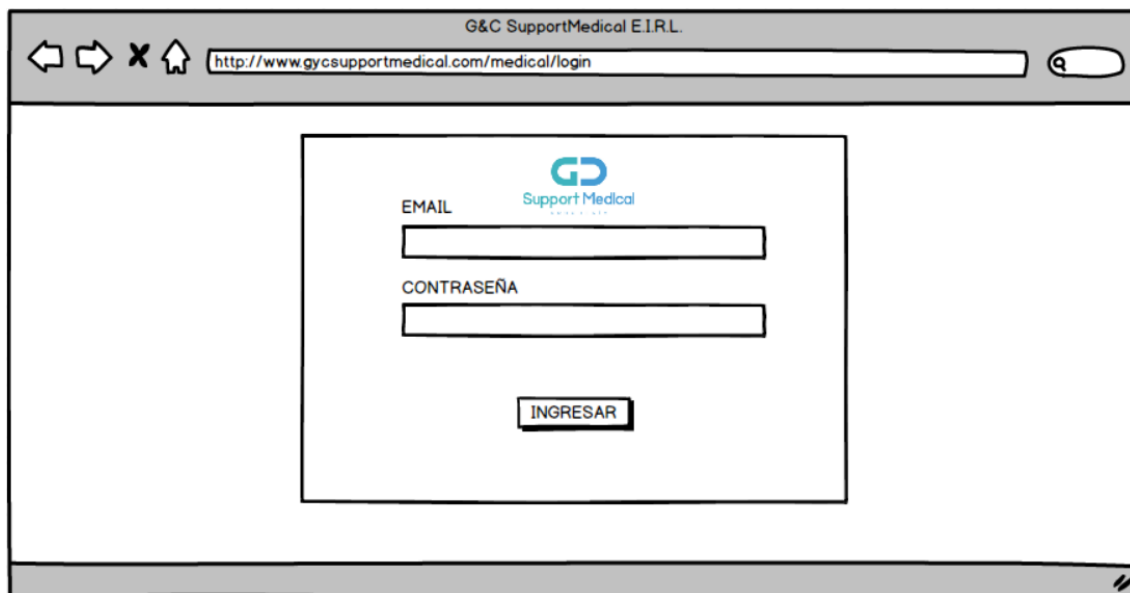 G&C SupportMedical E.I.R.L.
http://www.gycsupportmedical.com/medical/login
Support Medical
EMAIL
CONTRASEÑA
INGRESAR